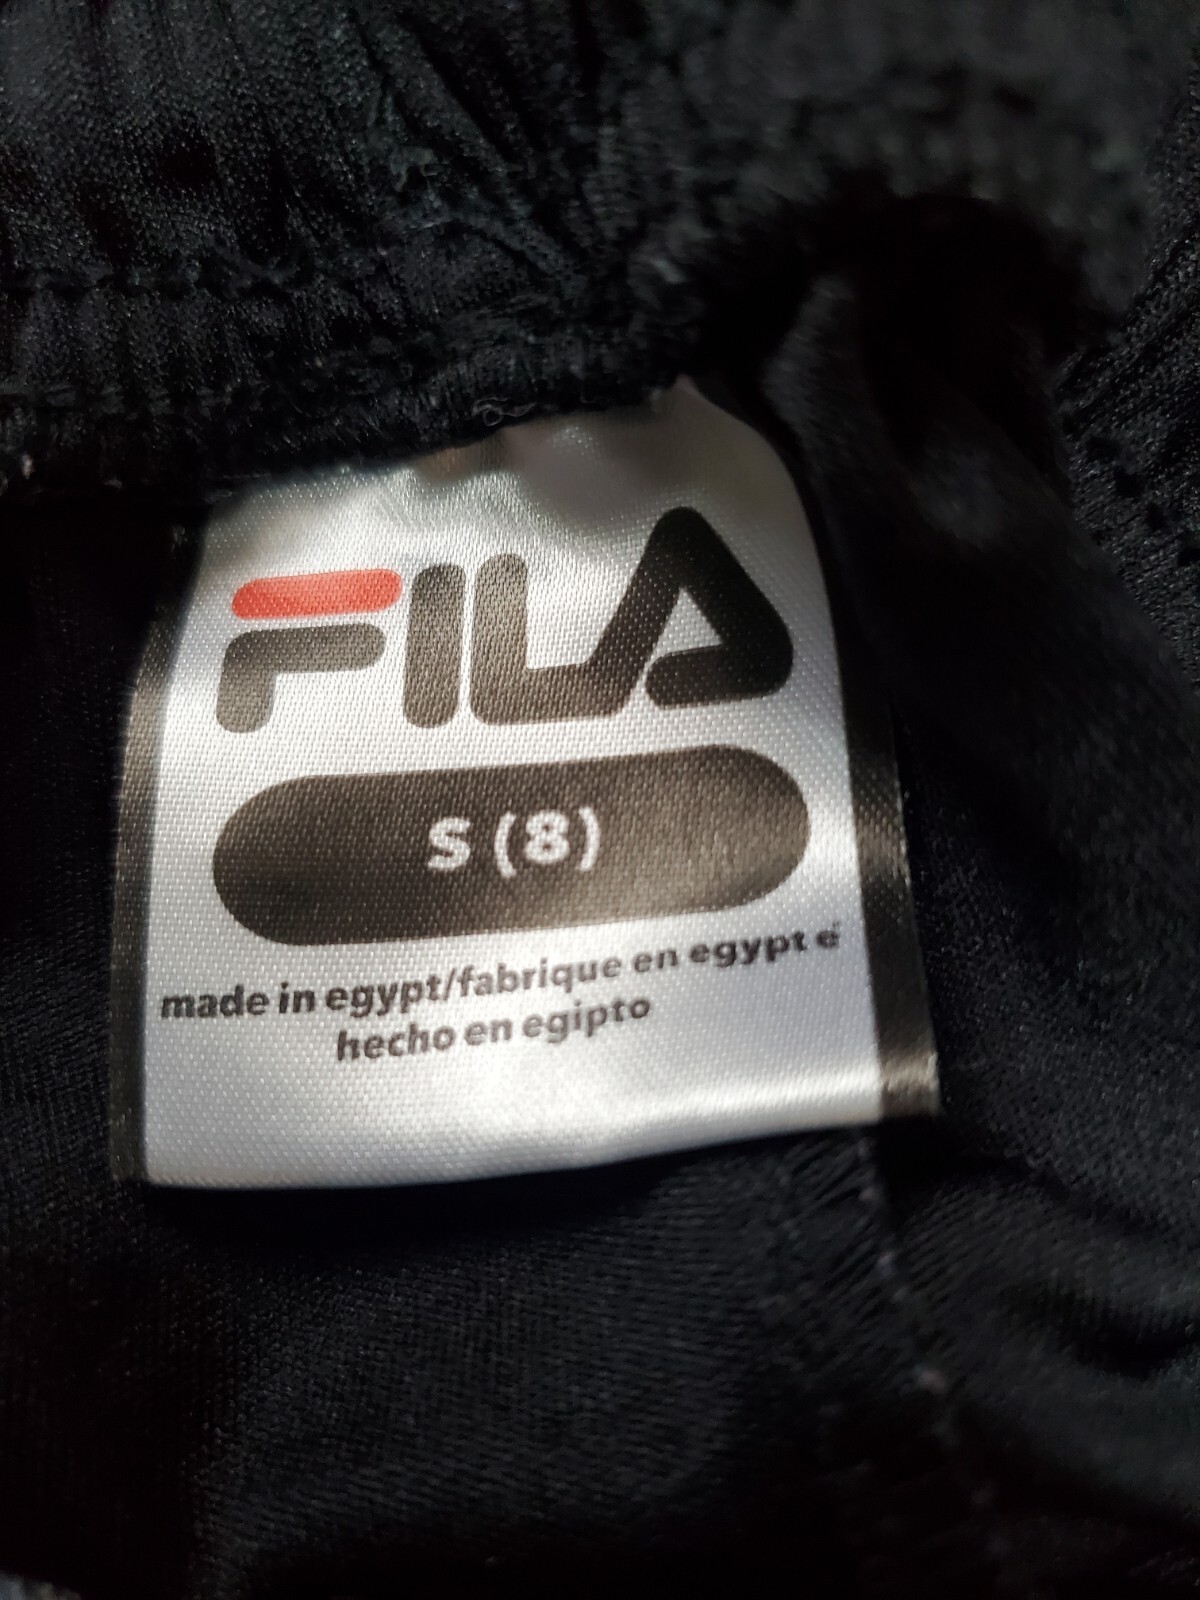 FILA
S (8)
made in egypt/fabrique en egypt é
hecho en egipto